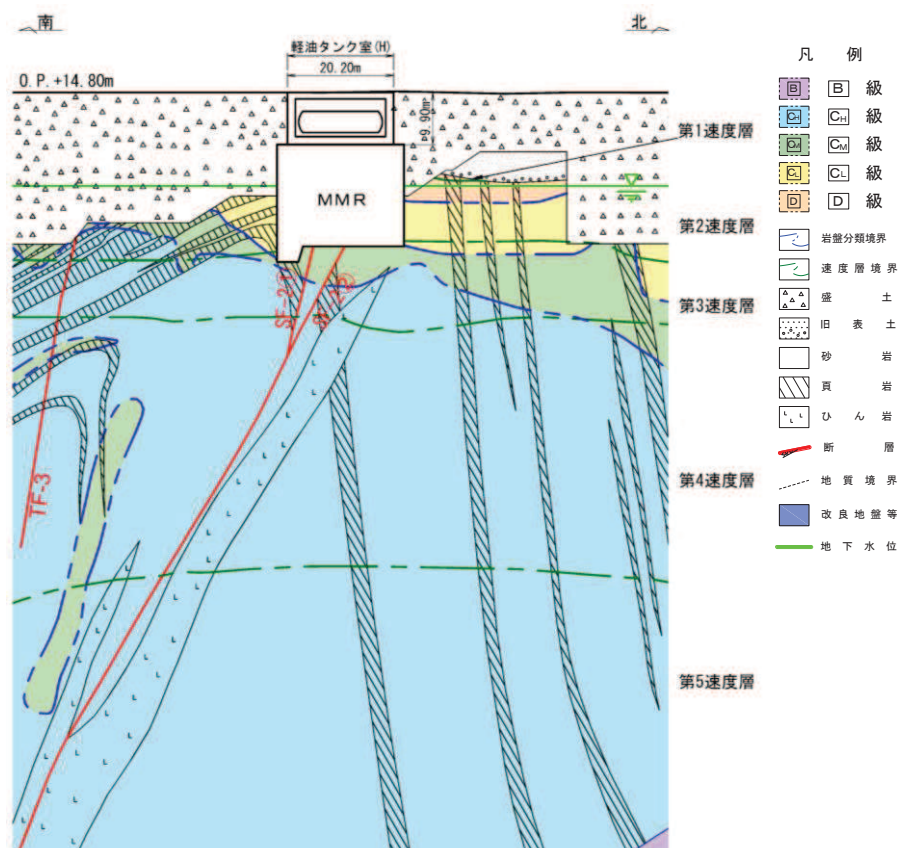 南
北
軽油タンク室(H)
20.20m
O.P.+14.80m
9.90m
MMR
第1速度層
第2速度層
第3速度層
第4速度層
第5速度層
TF-3
凡 例
B B 級
CH CH 級
CM CM 級
CL CL 級
D D 級
岩盤分類境界
速度層境界
盛 土
旧 表 土
砂 岩
頁 岩
ひ ん 岩
断 層
地 質 境 界
改 良 地 盤 等
地 下 水 位